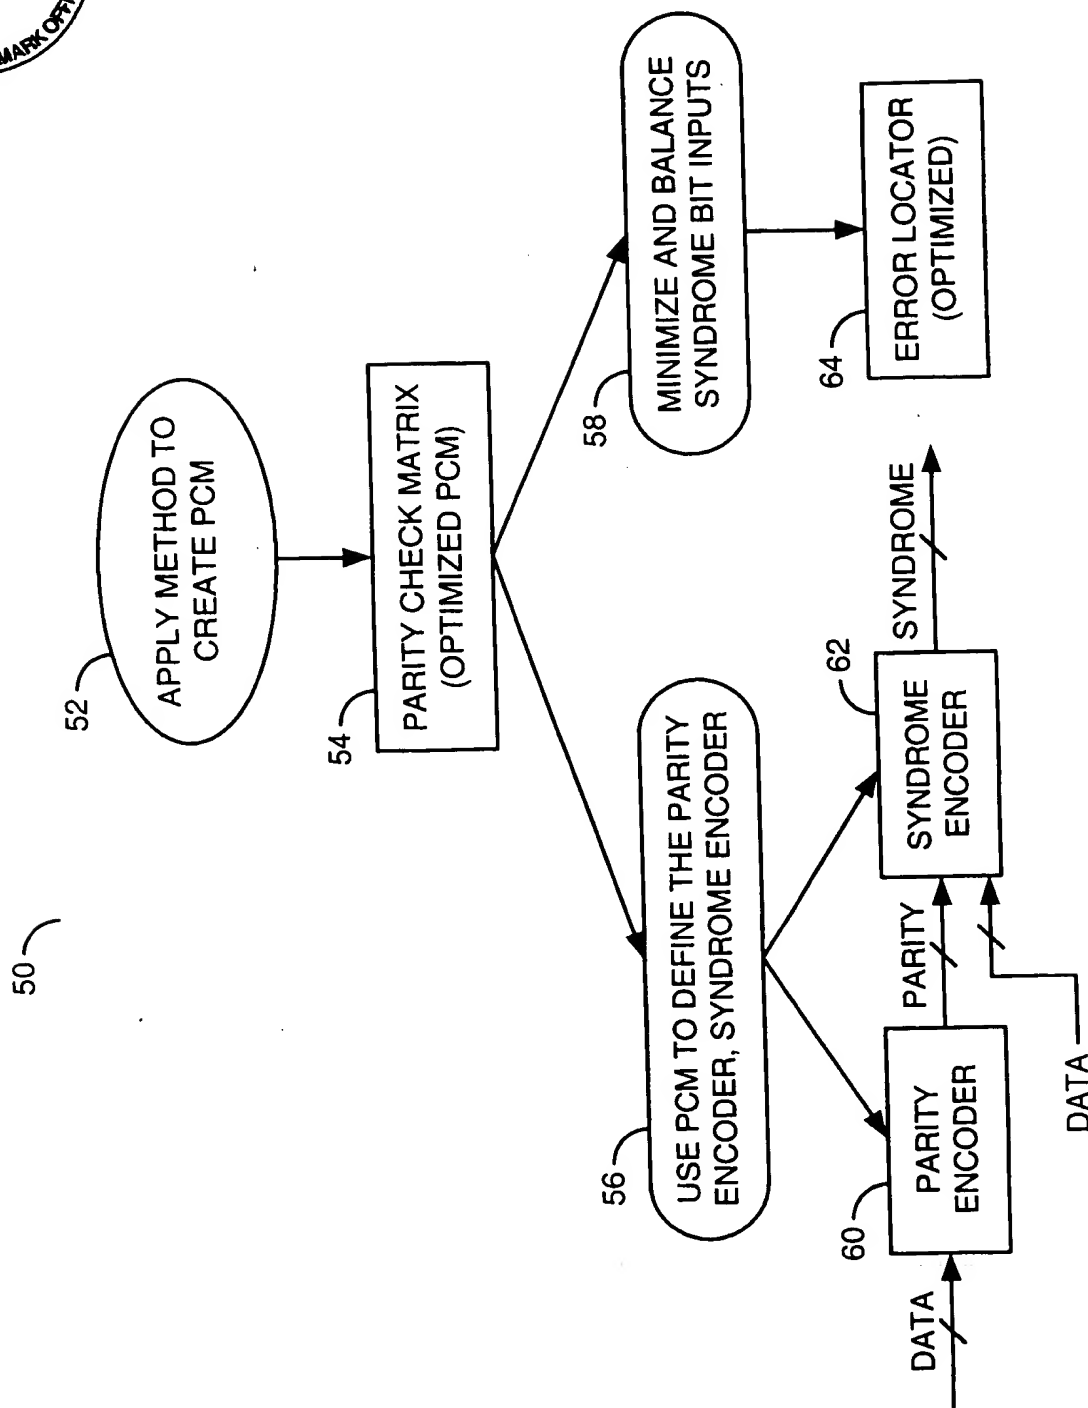 MARK OFFI
50
52
APPLY METHOD TO
CREATE PCM
54
PARITY CHECK MATRIX
(OPTIMIZED PCM)
56
USE PCM TO DEFINE THE PARITY
ENCODER, SYNDROME ENCODER
58
MINIMIZE AND BALANCE
SYNDROME BIT INPUTS
60
PARITY
ENCODER
62
SYNDROME
ENCODER
64
ERROR LOCATOR
(OPTIMIZED)
DATA
PARITY
DATA
SYNDROME